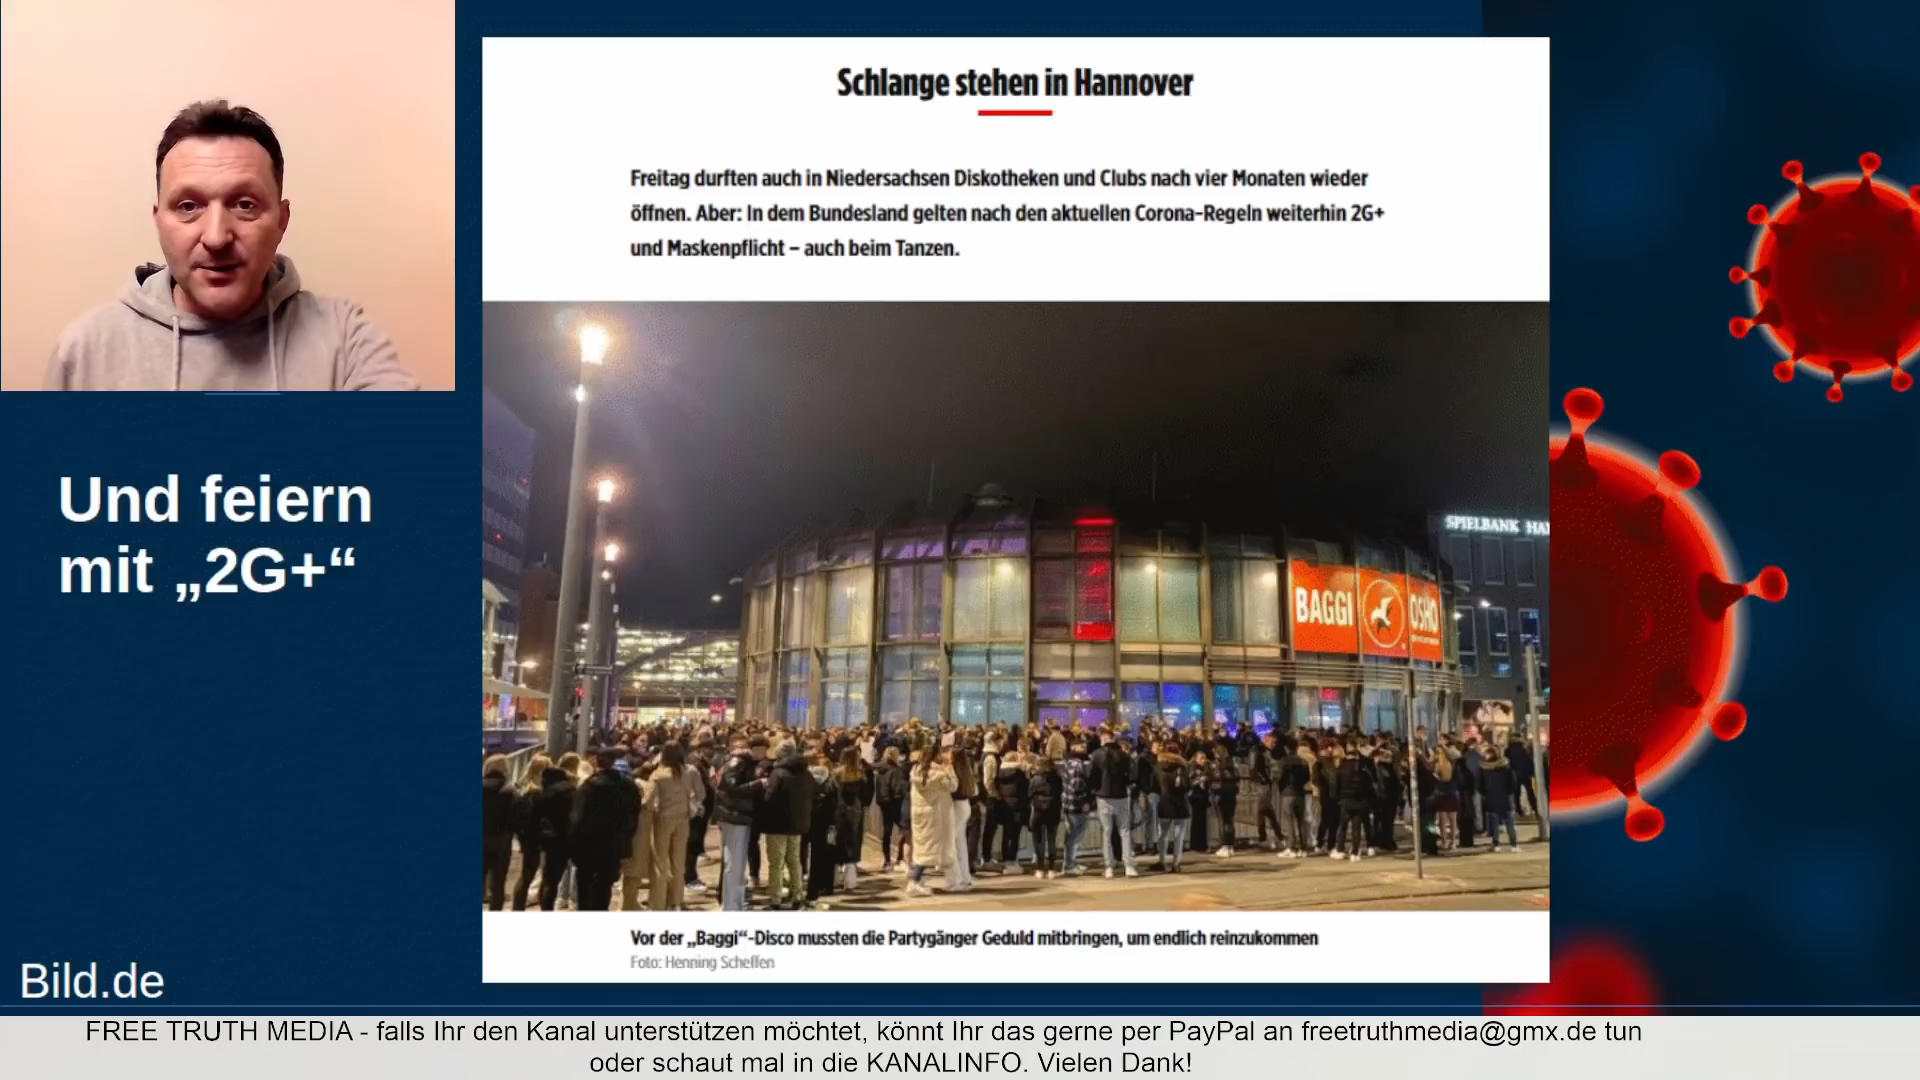 Schlange stehen in Hannover
Freitag durften auch in Niedersachsen Diskotheken und Clubs nach vier Monaten wieder
öffnen. Aber: In dem Bundesland gelten nach den aktuellen Corona-Regeln weiterhin 2G+
und Maskenpflicht – auch beim Tanzen.
Und feiern
mit „2G+“
SPIELBANK
BAGGI
OSHO
Vor der „Baggi“-Disco mussten die Partygänger Geduld mitbringen, um endlich reinzukommen
Foto: Henning Scheffen
Bild.de
FREE TRUTH MEDIA - falls Ihr den Kanal unterstützen möchtet, könnt Ihr das gerne per PayPal an freetruthmedia@gmx.de tun
oder schaut mal in die KANALINFO. Vielen Dank!